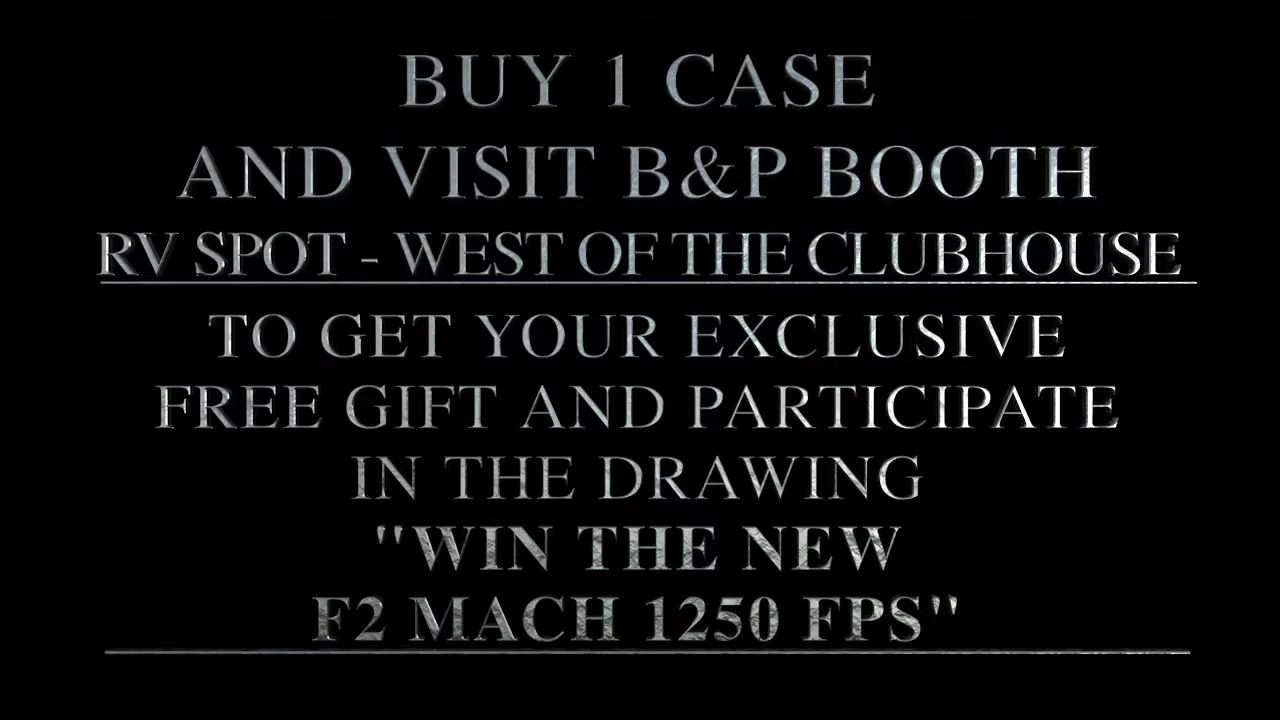 BUY 1 CASE
AND VISIT B&P BOOTH
RV SPOT - WEST OF THE CLUBHOUSE
TO GET YOUR EXCLUSIVE
FREE GIFT AND PARTICIPATE
IN THE DRAWING
"WIN THE NEW
F2 MACH 1250 FPS"